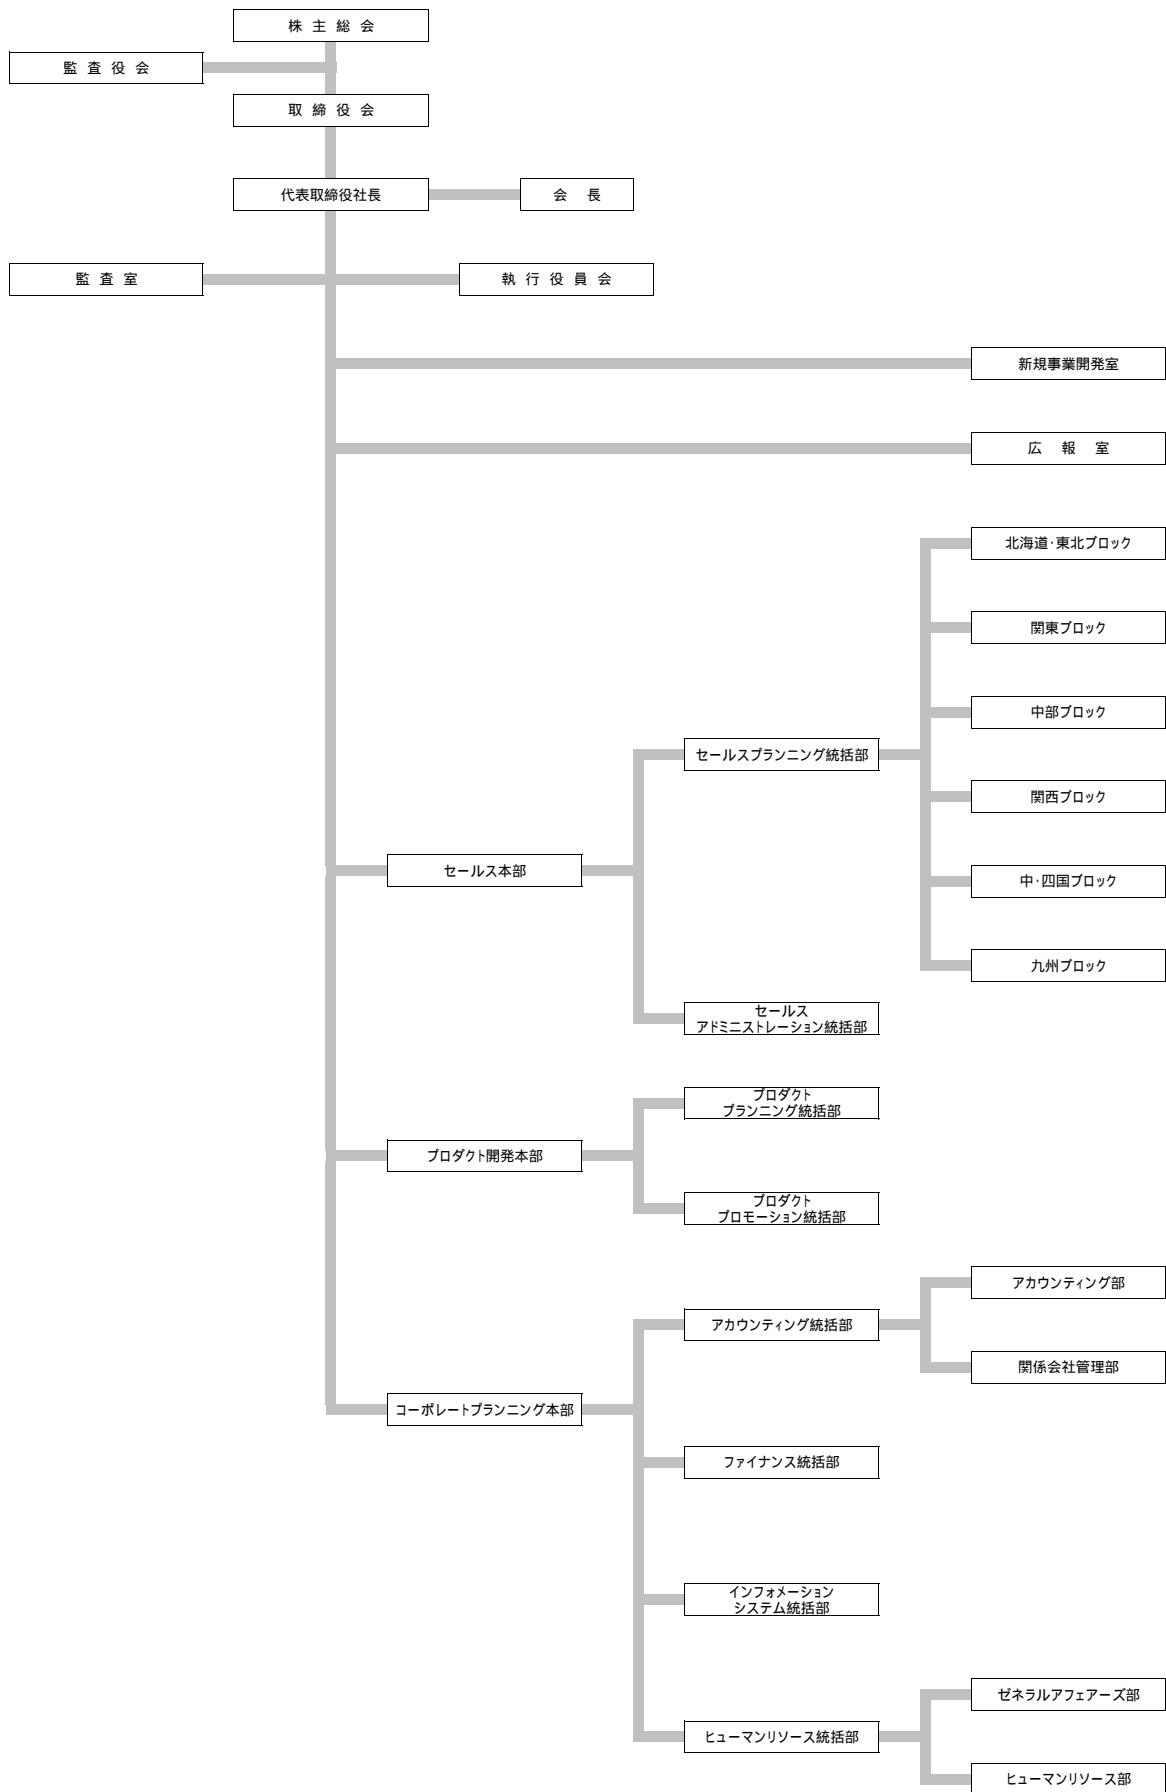 株 主 総 会
監 査 役 会
取 締 役 会
代表取締役社長
会 長
監 査 室
執 行 役 員 会
新規事業開発室
広 報 室
北海道･東北ブロック
関東ブロック
中部ブロック
セールスプランニング統括部
関西ブロック
セールス本部
中･四国ブロック
九州ブロック
セールス
アドミニストレーション統括部
プロダクト
プランニング統括部
プロダクト開発本部
プロダクト
プロモーション統括部
アカウンティング部
アカウンティング統括部
関係会社管理部
コーポレートプランニング本部
ファイナンス統括部
インフォメーション
システム統括部
ゼネラルアフェアーズ部
ヒューマンリソース統括部
ヒューマンリソース部